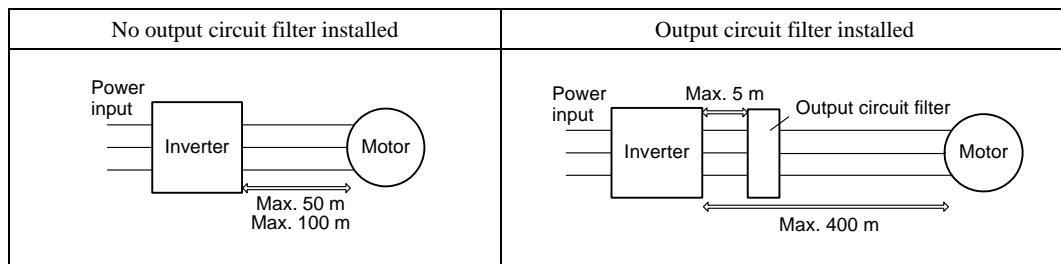 No output circuit filter installed
Output circuit filter installed
Power
input
Inverter
Motor
Max. 50 m
Max. 100 m
Power
input
Max. 5 m
Output circuit filter
Inverter
Motor
Max. 400 m